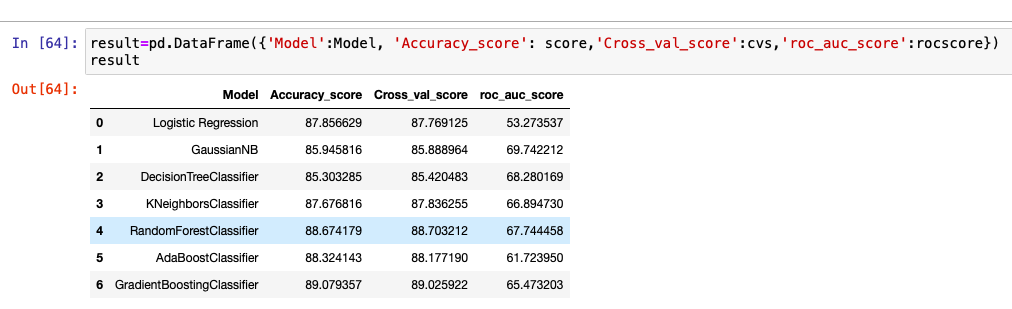 In [64]: result=pd.DataFrame({'Model':Model, 'Accuracy_score': score,'Cross_val_score':cvs,'roc_auc_score':rocscore})
result
Out[64]:
Model Accuracy_score Cross_val_score roc_auc_score
0 Logistic Regression 87.856629 87.769125 53.273537
1 GaussianNB 85.945816 85.888964 69.742212
2 DecisionTreeClassifier 85.303285 85.420483 68.280169
3 KNeighborsClassifier 87.676816 87.836255 66.894730
4 RandomForestClassifier 88.674179 88.703212 67.744458
5 AdaBoostClassifier 88.324143 88.177190 61.723950
6 GradientBoostingClassifier 89.079357 89.025922 65.473203